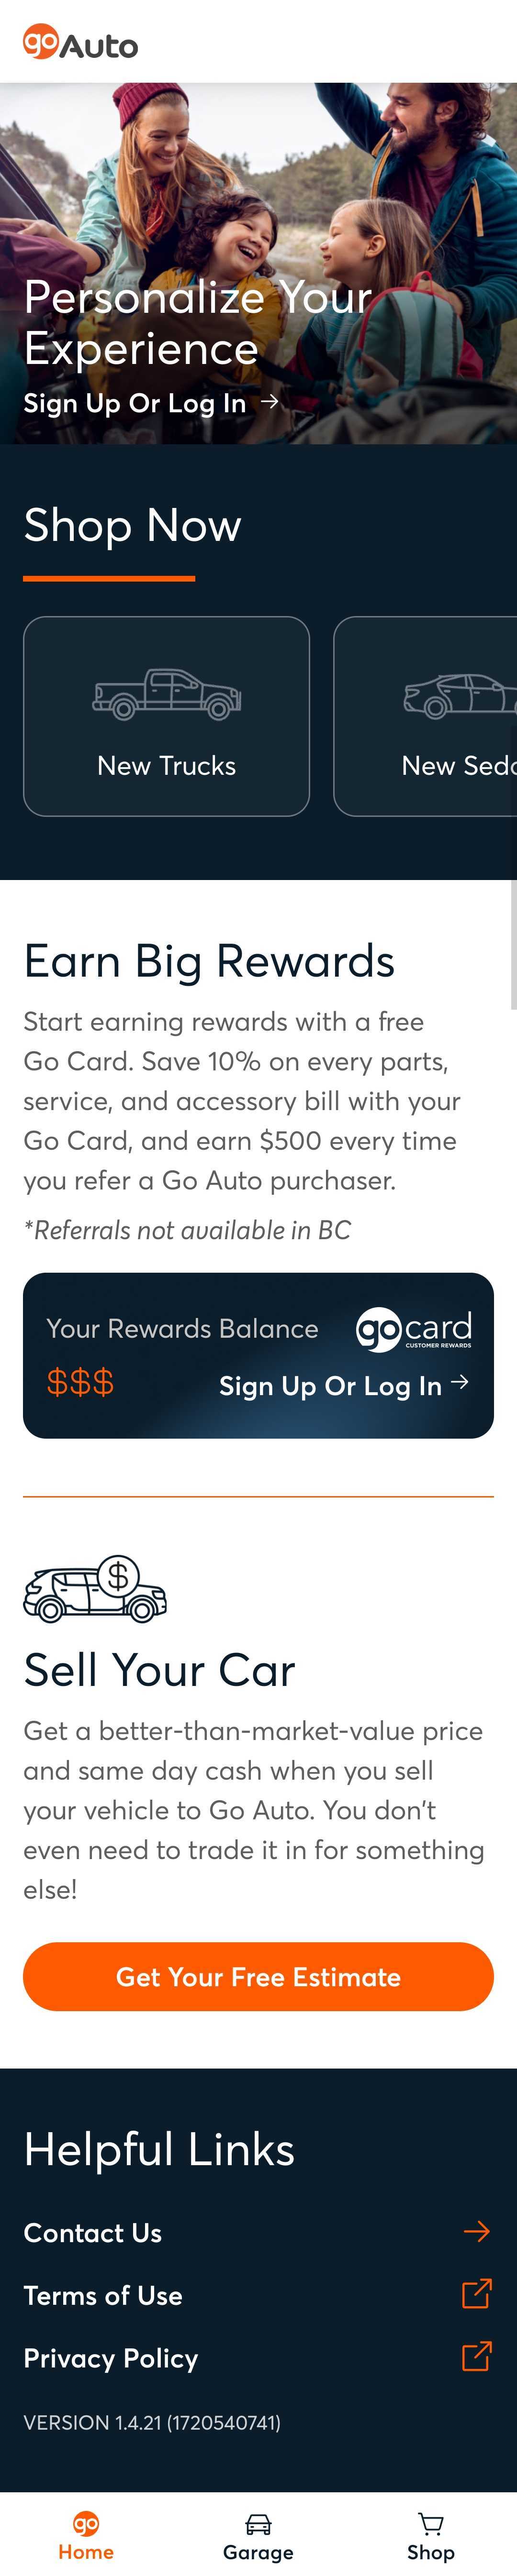 go Auto
Personalize Your
Experience
Sign Up Or Log In
Shop Now
New Trucks
New
Earn Big Rewards
Start earning rewards with a free
Go Card. Save 10% on every parts,
service, and accessory bill with your
Go Card, and earn $500 every time
you refer a Go Auto purchaser.
*Referrals not available in BC
Your Rewards Balance
go card
CUSTOMER REWARDS
$$$
Sign Up Or Log In
$
Sell Your Car
Get a better-than-market-value price
and same day cash when you sell
your vehicle to Go Auto. You don't
even need to trade it in for something
else!
Get Your Free Estimate
Helpful Links
Contact Us
Terms of Use
Privacy Policy
VERSION 1.4.21 (1720540741)
go
Home
Garage
Shop